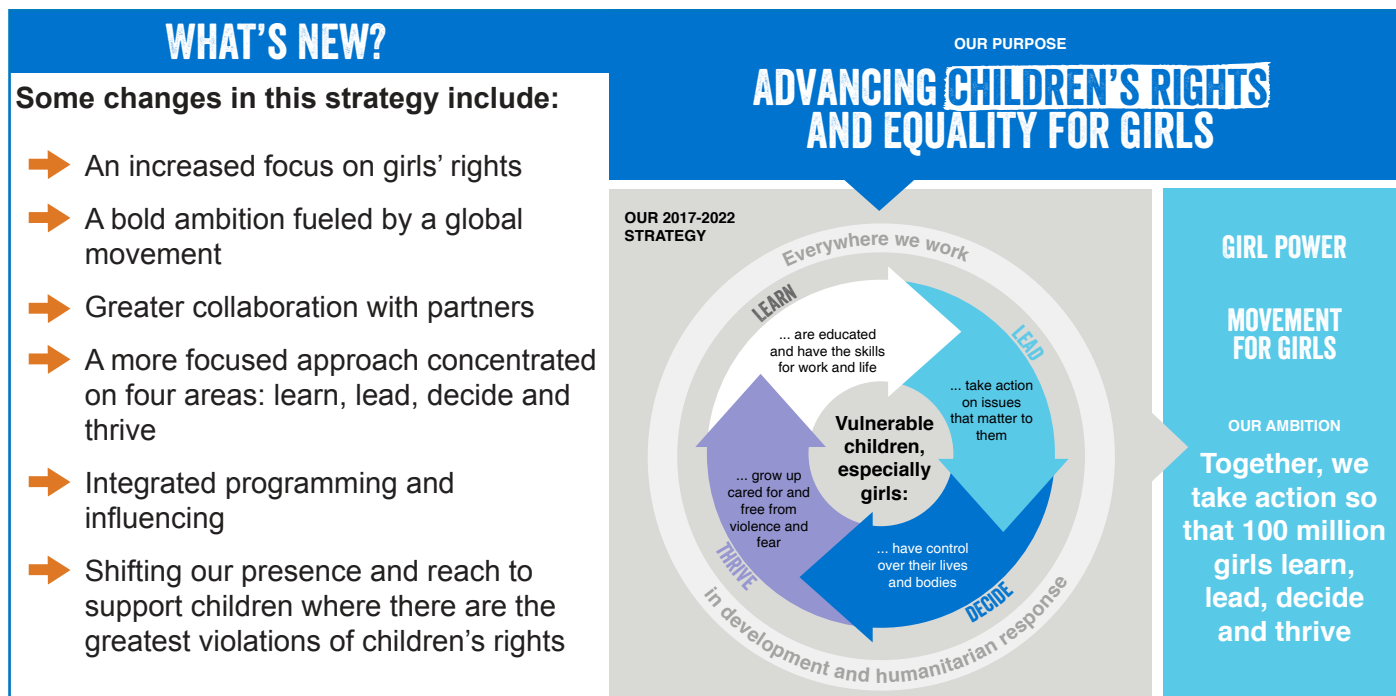 WHAT'S NEW?
Some changes in this strategy include:
An increased focus on girls' rights
A bold ambition fueled by a global
movement
Greater collaboration with partners
A more focused approach concentrated
on four areas: learn, lead, decide and
thrive
Integrated programming and
influencing
Shifting our presence and reach to
support children where there are the
greatest violations of children's rights
OUR PURPOSE
ADVANCING CHILDREN'S RIGHTS
AND EQUALITY FOR GIRLS
OUR 2017-2022
STRATEGY
Everywhere we work
LEARN
... are educated
and have the skills
for work and life
LEAD
... take action
on issues
that matter to
them
Vulnerable
children,
especially
girls:
DECIDE
... have control
over their lives
and bodies
THRIVE
... grow up
cared for and
free from
violence and
fear
in development and humanitarian response
GIRL POWER
MOVEMENT
FOR GIRLS
OUR AMBITION
Together, we
take action so
that 100 million
girls learn,
lead, decide
and thrive